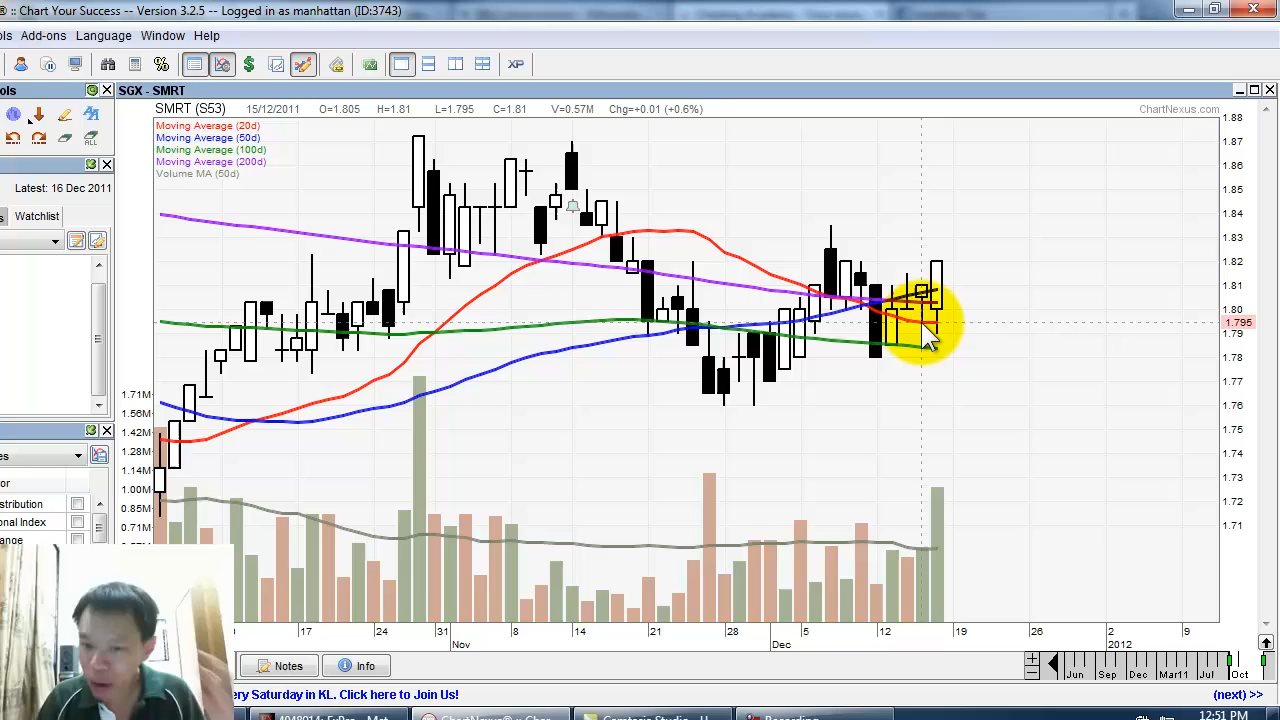 Chart Your Success - Version 3.2.5 - Logged in as manhattan (ID:3743)
ls Add-ons Language Window Help
XP
ls
SGX - SMRT
SMRT (S53) 15/12/2011 O=1.805 H=1.81 L=1.795 C=1.81 V=0.57M Chg=+0.01 (+0.6%) ChartNexus.com
Moving Average (20d)
Moving Average (50d)
Moving Average (100d)
Moving Average (200d)
Volume MA (50d)
ALL
Latest: 16 Dec 2011
s Watchlist
1.88
1.87
1.86
1.85
1.84
1.83
1.82
1.81
1.80
1.795
1.79
1.78
1.77
1.76
1.75
1.74
1.73
1.72
1.71
1.71M
1.56M
1.42M
1.28M
1.14M
1.00M
0.85M
0.71M
es
or
tribution
onal Index
ange
17 24 31 8 14 21 28 5 12 19 26 2 9
Nov Dec 2012
Notes Info
Jun Sep Dec Mar11 Jul Oct
ery Saturday in KL. Click here to Join Us! (next) >>
12:51 PM